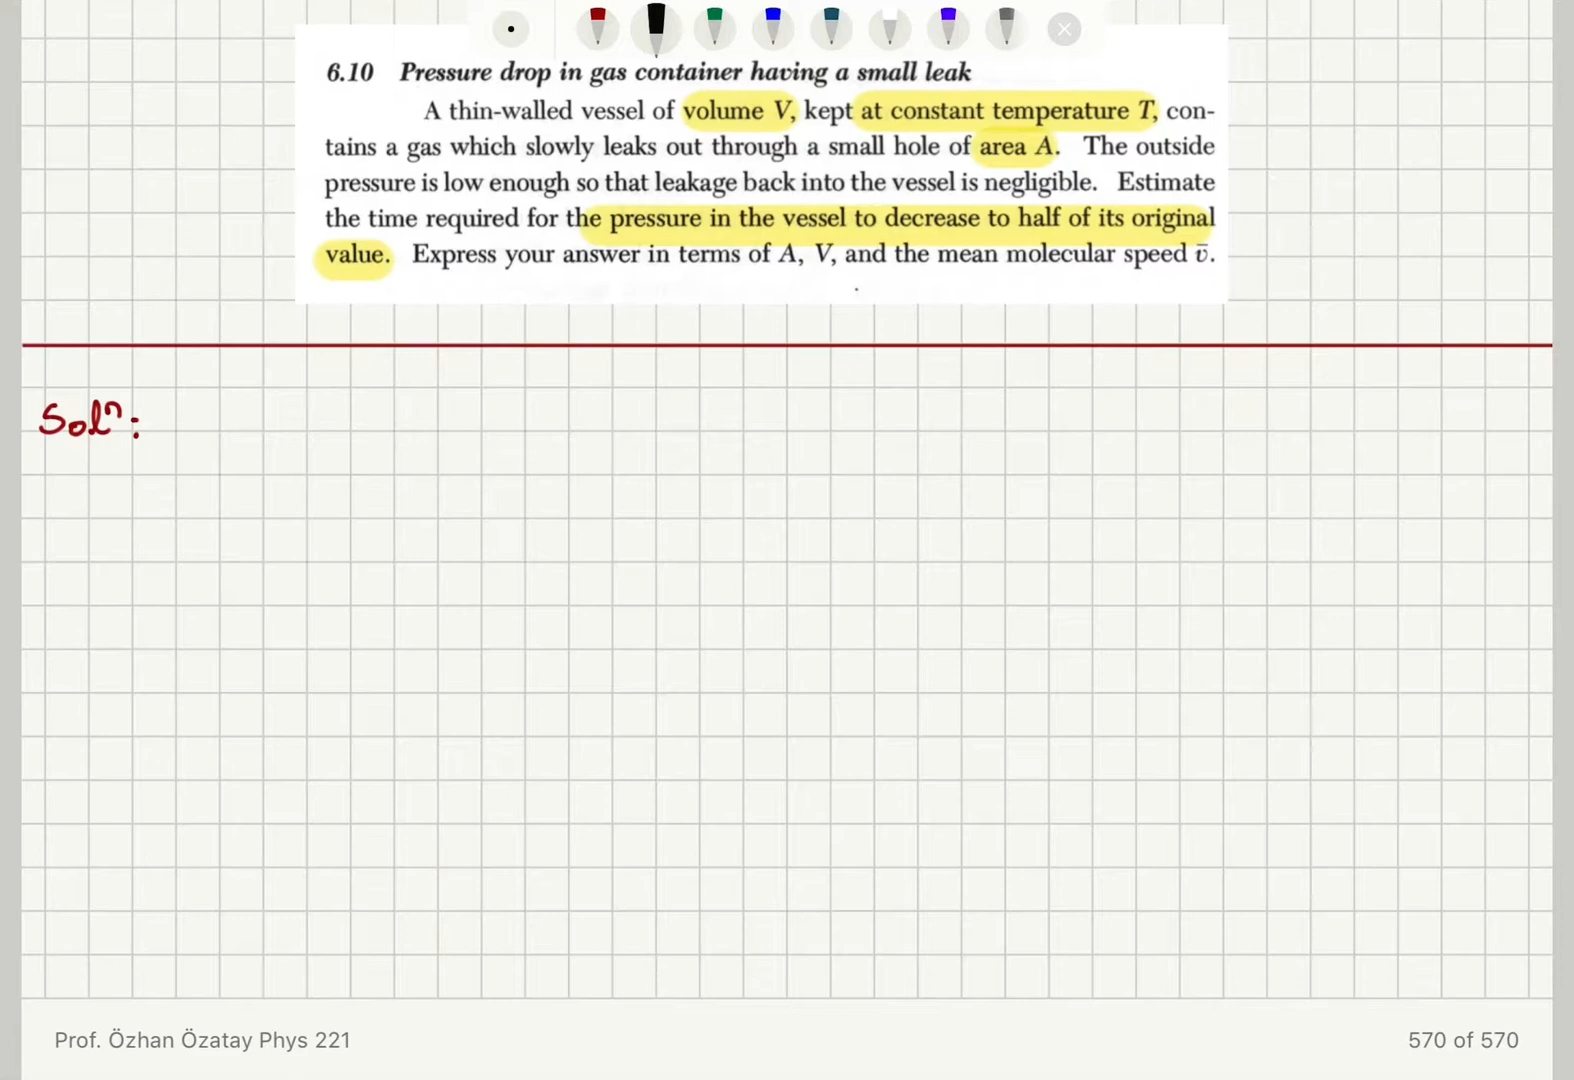 6.10 Pressure drop in gas container having a small leak
A thin-walled vessel of volume V, kept at constant temperature T, con-
tains a gas which slowly leaks out through a small hole of area A. The outside
pressure is low enough so that leakage back into the vessel is negligible. Estimate
the time required for the pressure in the vessel to decrease to half of its original
value. Express your answer in terms of A, V, and the mean molecular speed v̄.
Solⁿ:
Prof. Özhan Özatay Phys 221
570 of 570